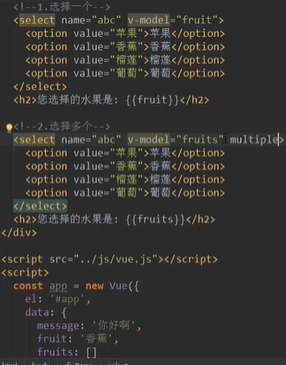 <!--1.选择一个-->
<select name="abc" v-model="fruit">
<option value="苹果">苹果</option>
<option value="香蕉">香蕉</option>
<option value="榴莲">榴莲</option>
<option value="葡萄">葡萄</option>
</select>
<h2>您选择的水果是: {{fruit}}</h2>
<!--2.选择多个-->
<select name="abc" v-model="fruits" multiple>
<option value="苹果">苹果</option>
<option value="香蕉">香蕉</option>
<option value="榴莲">榴莲</option>
<option value="葡萄">葡萄</option>
</select>
<h2>您选择的水果是: {{fruits}}</h2>
</div>
<script src="../js/vue.js"></script>
<script>
const app = new Vue({
el: '#app',
data: {
message: '你好啊',
fruit: '香蕉',
fruits: []